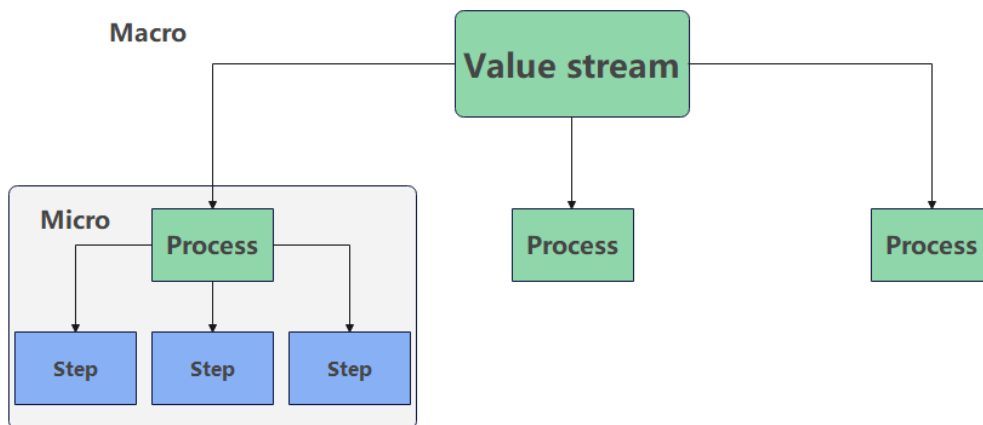 Macro
Value stream
Micro
Process
Process
Process
Step
Step
Step